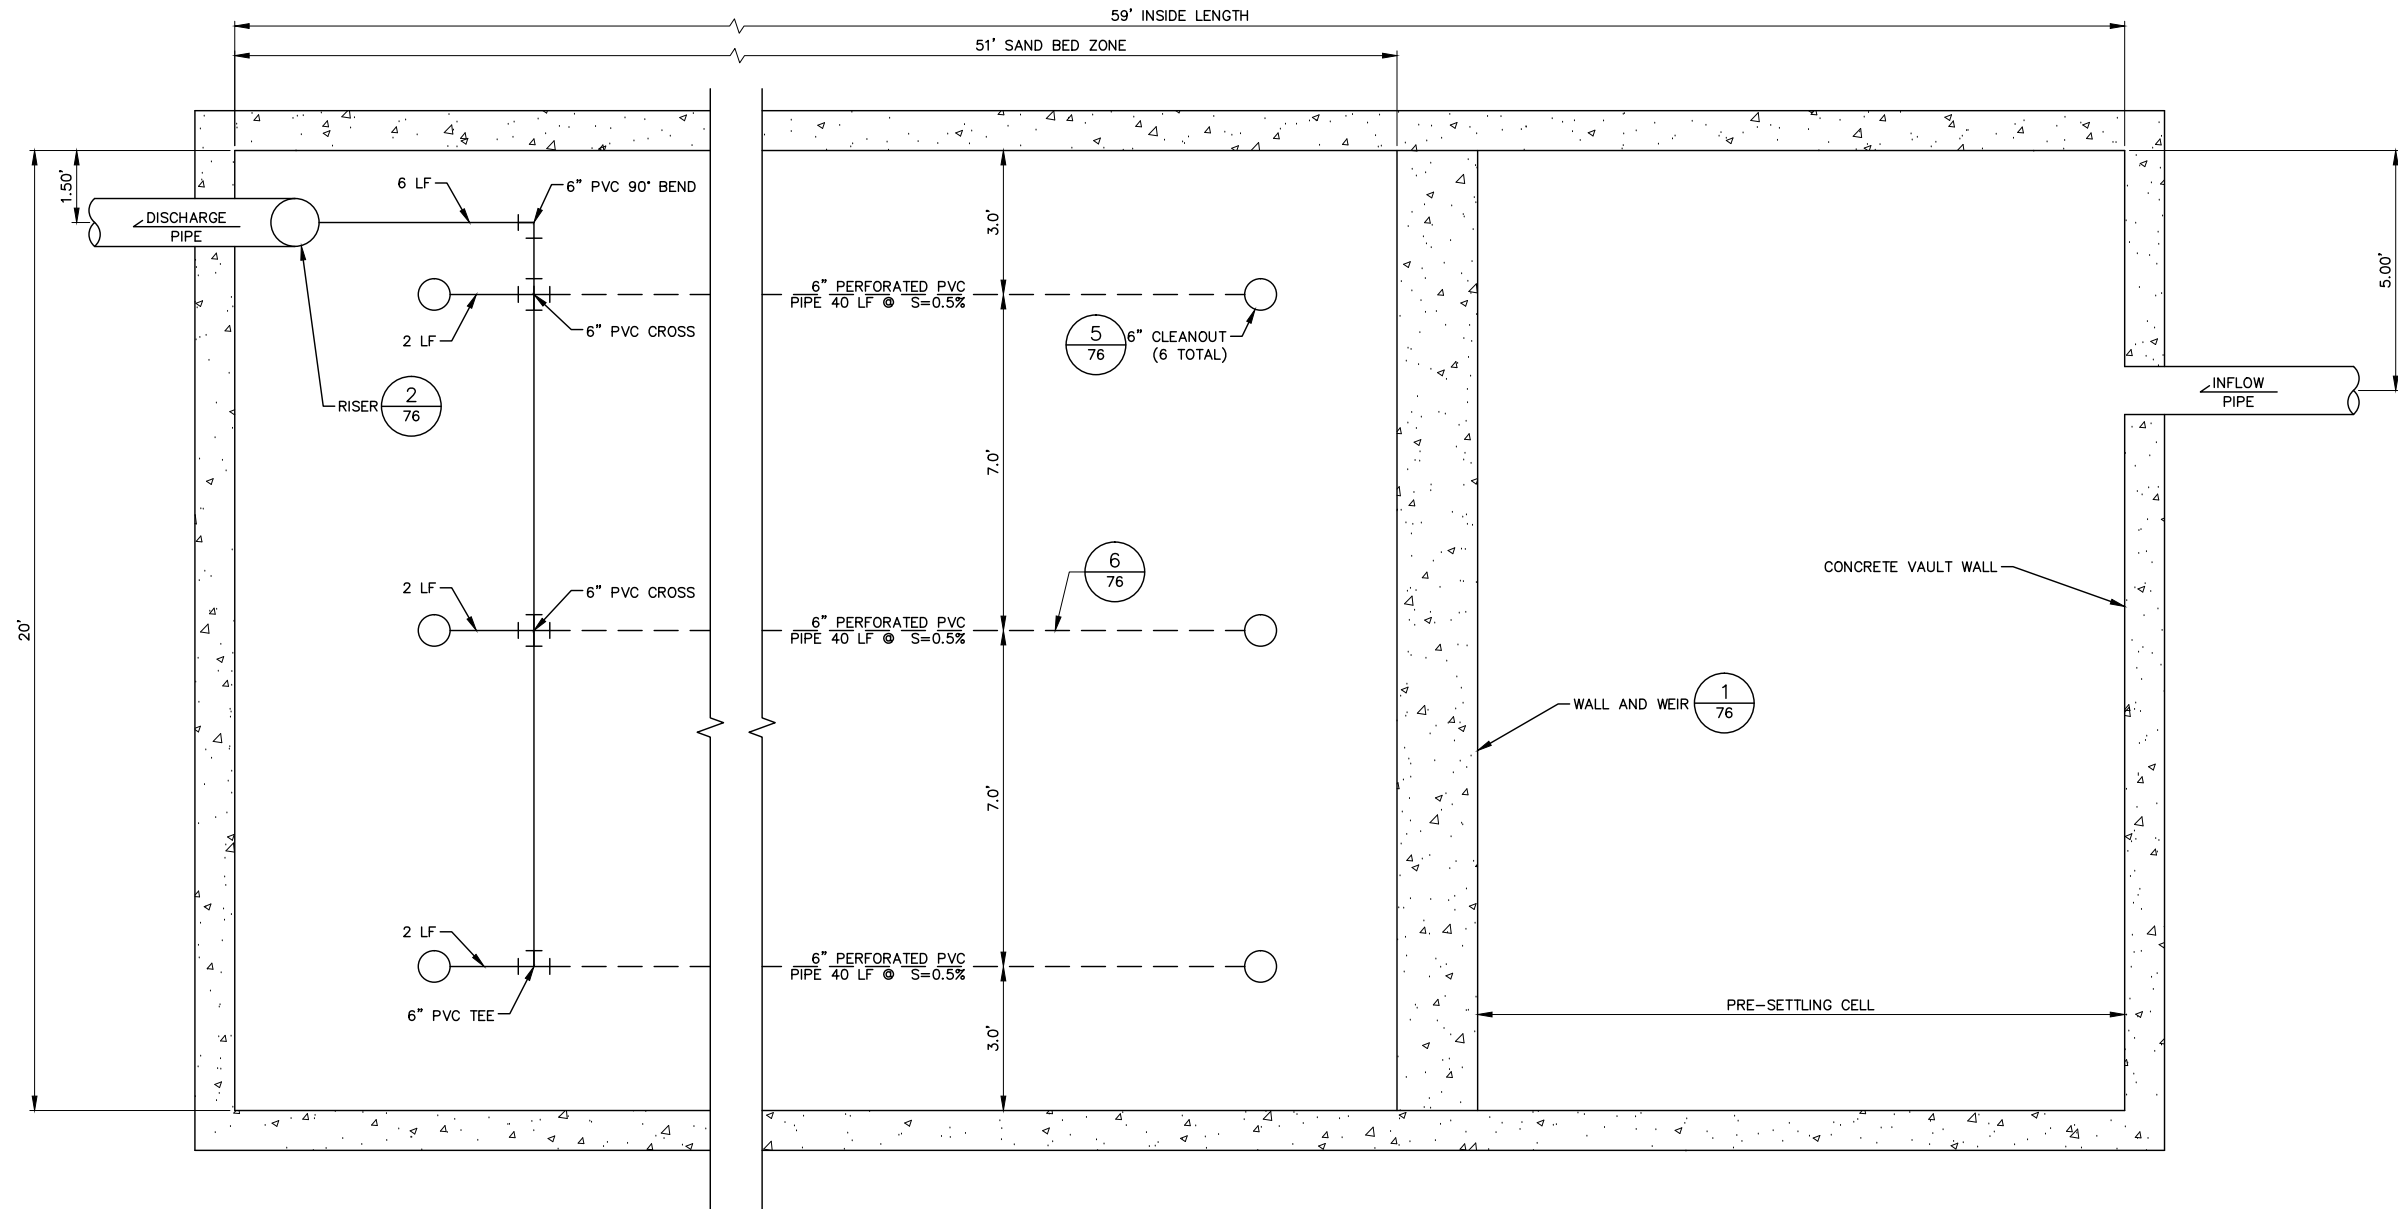 59' INSIDE LENGTH
51' SAND BED ZONE
1.50'
6 LF
6" PVC 90° BEND
DISCHARGE
PIPE
3.0'
5.00'
6" PERFORATED PVC
PIPE 40 LF @ S=0.5%
2 LF
6" PVC CROSS
5
76
6" CLEANOUT
(6 TOTAL)
INFLOW
PIPE
RISER
2
76
7.0'
6
76
CONCRETE VAULT WALL
2 LF
6" PVC CROSS
20'
6" PERFORATED PVC
PIPE 40 LF @ S=0.5%
WALL AND WEIR
1
76
7.0'
2 LF
6" PERFORATED PVC
PIPE 40 LF @ S=0.5%
6" PVC TEE
3.0'
PRE-SETTLING CELL